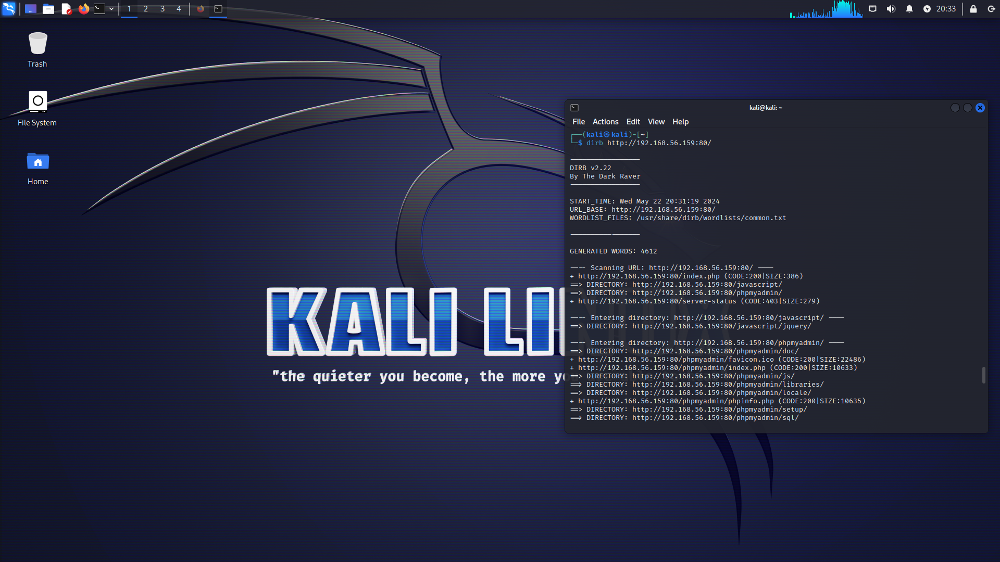 1 2 3 4
20:33
Trash
File System
Home
KALI LI
"the quieter you become, the more yo
kali@kali: ~
File Actions Edit View Help
┌──(kali㉿kali)-[~]
└─$ dirb http://192.168.56.159:80/
-----------------
DIRB v2.22
By The Dark Raver
-----------------
START_TIME: Wed May 22 20:31:19 2024
URL_BASE: http://192.168.56.159:80/
WORDLIST_FILES: /usr/share/dirb/wordlists/common.txt
-----------------
GENERATED WORDS: 4612
---- Scanning URL: http://192.168.56.159:80/ ----
+ http://192.168.56.159:80/index.php (CODE:200|SIZE:386)
==> DIRECTORY: http://192.168.56.159:80/javascript/
==> DIRECTORY: http://192.168.56.159:80/phpmyadmin/
+ http://192.168.56.159:80/server-status (CODE:403|SIZE:279)
---- Entering directory: http://192.168.56.159:80/javascript/ ----
==> DIRECTORY: http://192.168.56.159:80/javascript/jquery/
---- Entering directory: http://192.168.56.159:80/phpmyadmin/ ----
==> DIRECTORY: http://192.168.56.159:80/phpmyadmin/doc/
+ http://192.168.56.159:80/phpmyadmin/favicon.ico (CODE:200|SIZE:22486)
+ http://192.168.56.159:80/phpmyadmin/index.php (CODE:200|SIZE:10633)
==> DIRECTORY: http://192.168.56.159:80/phpmyadmin/js/
==> DIRECTORY: http://192.168.56.159:80/phpmyadmin/libraries/
==> DIRECTORY: http://192.168.56.159:80/phpmyadmin/locale/
+ http://192.168.56.159:80/phpmyadmin/phpinfo.php (CODE:200|SIZE:10635)
==> DIRECTORY: http://192.168.56.159:80/phpmyadmin/setup/
==> DIRECTORY: http://192.168.56.159:80/phpmyadmin/sql/